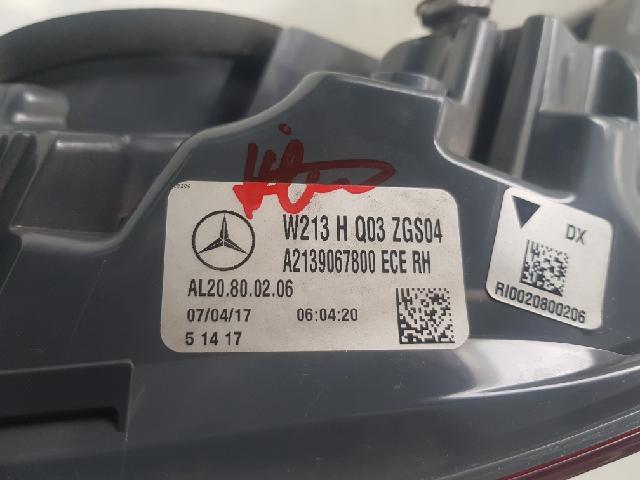 W213 H Q03 ZGS04
A2139067800 ECE RH
AL20.80.02.06
07/04/17 06:04:20
5 14 17
DX
RI0020800206